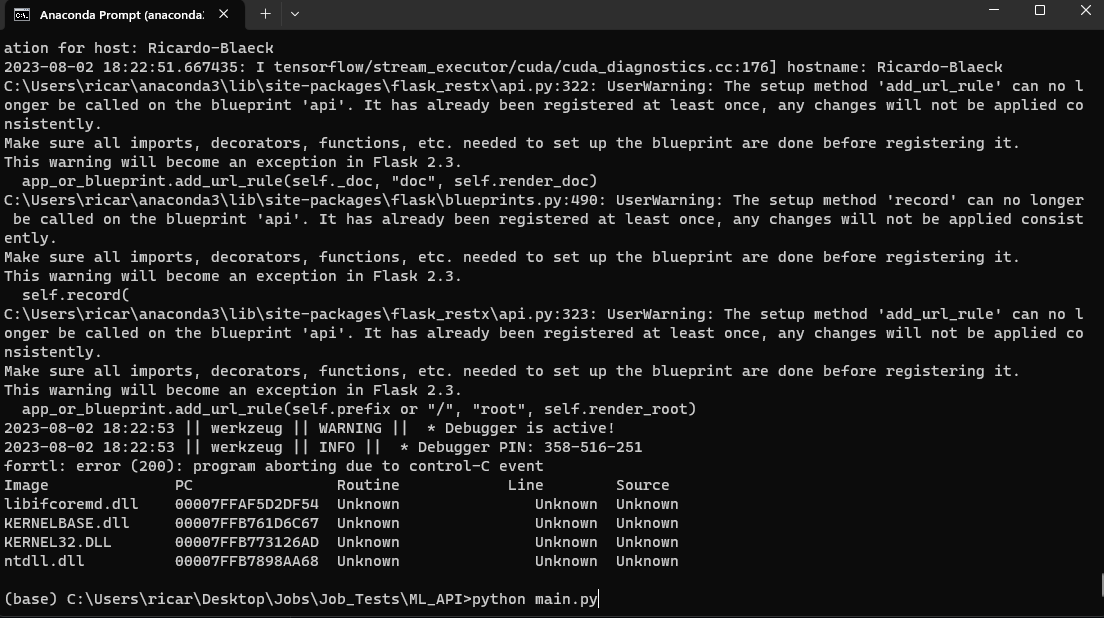 Anaconda Prompt (anaconda:
ation for host: Ricardo-Blaeck
2023-08-02 18:22:51.667435: I tensorflow/stream_executor/cuda/cuda_diagnostics.cc:176] hostname: Ricardo-Blaeck
C:\Users\ricar\anaconda3\lib\site-packages\flask_restx\api.py:322: UserWarning: The setup method 'add_url_rule' can no l
onger be called on the blueprint 'api'. It has already been registered at least once, any changes will not be applied co
nsistently.
Make sure all imports, decorators, functions, etc. needed to set up the blueprint are done before registering it.
This warning will become an exception in Flask 2.3.
  app_or_blueprint.add_url_rule(self._doc, "doc", self.render_doc)
C:\Users\ricar\anaconda3\lib\site-packages\flask\blueprints.py:490: UserWarning: The setup method 'record' can no longer
 be called on the blueprint 'api'. It has already been registered at least once, any changes will not be applied consist
ently.
Make sure all imports, decorators, functions, etc. needed to set up the blueprint are done before registering it.
This warning will become an exception in Flask 2.3.
  self.record(
C:\Users\ricar\anaconda3\lib\site-packages\flask_restx\api.py:323: UserWarning: The setup method 'add_url_rule' can no l
onger be called on the blueprint 'api'. It has already been registered at least once, any changes will not be applied co
nsistently.
Make sure all imports, decorators, functions, etc. needed to set up the blueprint are done before registering it.
This warning will become an exception in Flask 2.3.
  app_or_blueprint.add_url_rule(self.prefix or "/", "root", self.render_root)
2023-08-02 18:22:53 || werkzeug || WARNING ||  * Debugger is active!
2023-08-02 18:22:53 || werkzeug || INFO ||  * Debugger PIN: 358-516-251
forrtl: error (200): program aborting due to control-C event
Image              PC                Routine            Line        Source
libifcoremd.dll    00007FFAF5D2DF54  Unknown               Unknown  Unknown
KERNELBASE.dll     00007FFB761D6C67  Unknown               Unknown  Unknown
KERNEL32.DLL       00007FFB773126AD  Unknown               Unknown  Unknown
ntdll.dll          00007FFB7898AA68  Unknown               Unknown  Unknown
(base) C:\Users\ricar\Desktop\Jobs\Job_Tests\ML_API>python main.py